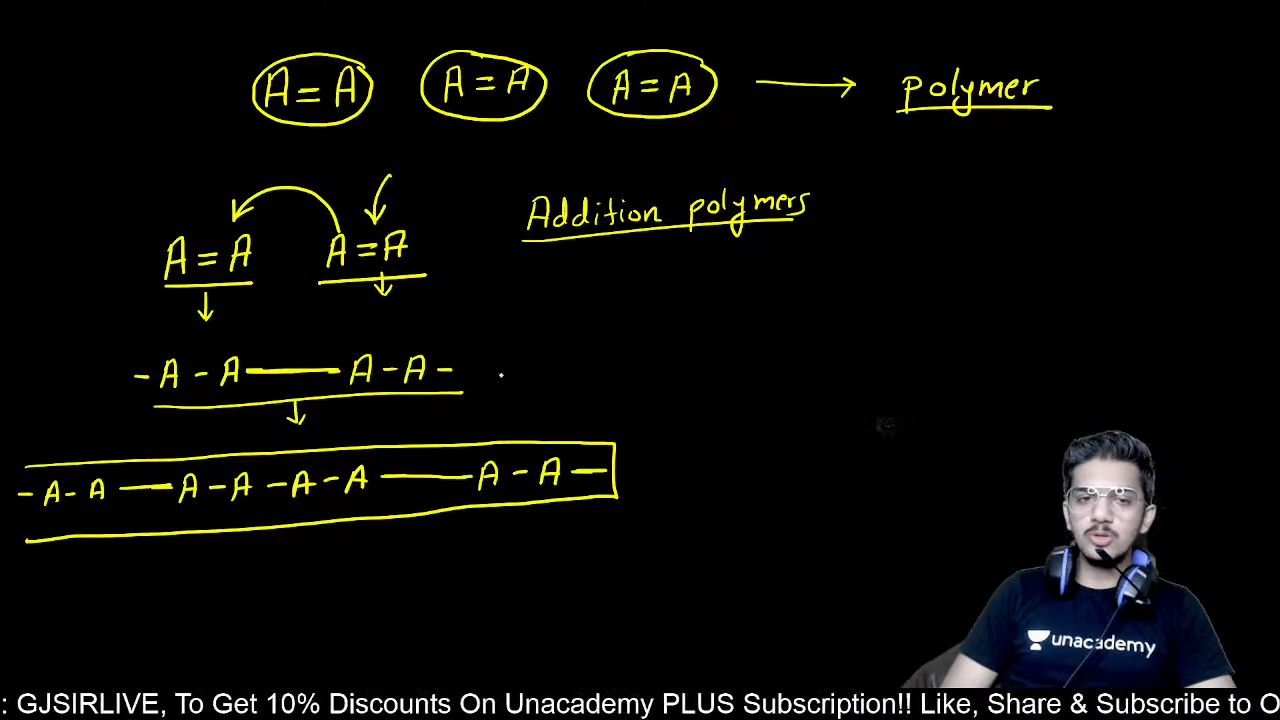 A = A A = A A = A → polymer
Addition polymers
A = A A = A
- A - A — A - A -
- A - A — A - A - A - A — A - A -
unacademy
: GJSIRLIVE, To Get 10% Discounts On Unacademy PLUS Subscription!! Like, Share & Subscribe to O